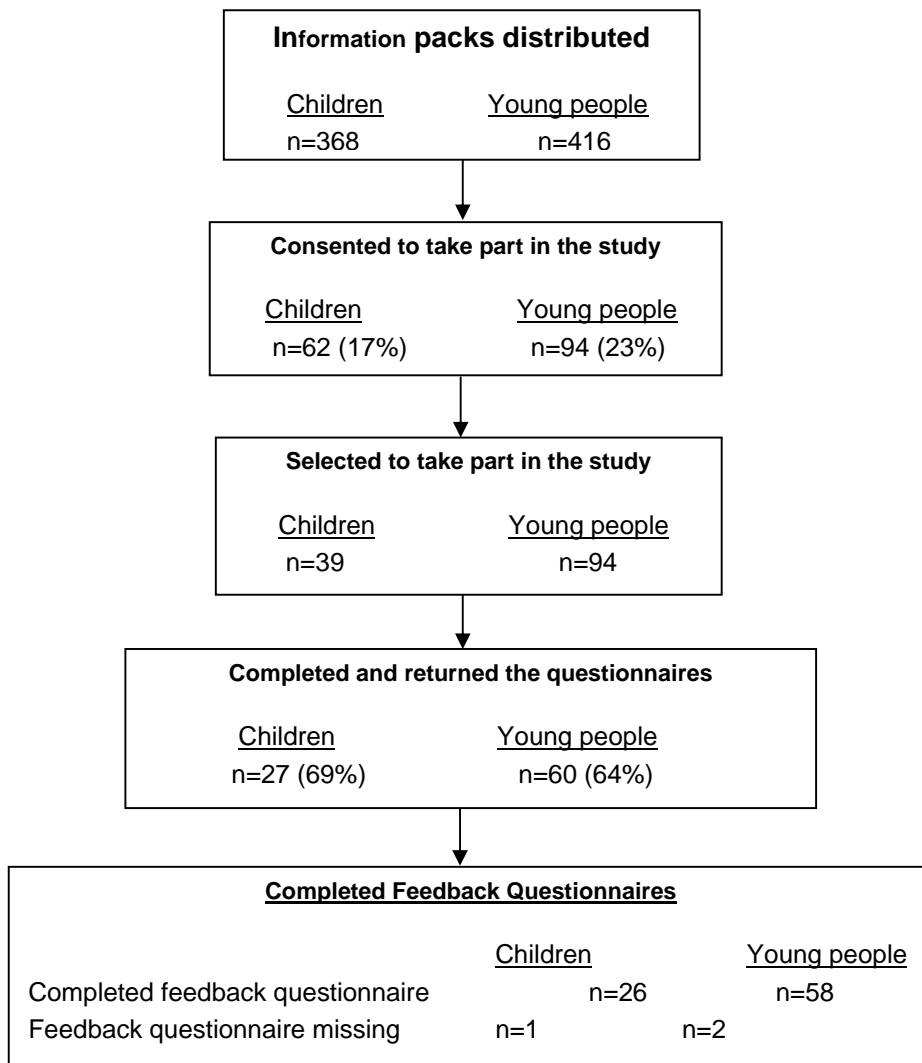 Information packs distributed
Children Young people
n=368 n=416
Consented to take part in the study
Children Young people
n=62 (17%) n=94 (23%)
Selected to take part in the study
Children Young people
n=39 n=94
Completed and returned the questionnaires
Children Young people
n=27 (69%) n=60 (64%)
Completed Feedback Questionnaires
Children Young people
Completed feedback questionnaire n=26 n=58
Feedback questionnaire missing n=1 n=2